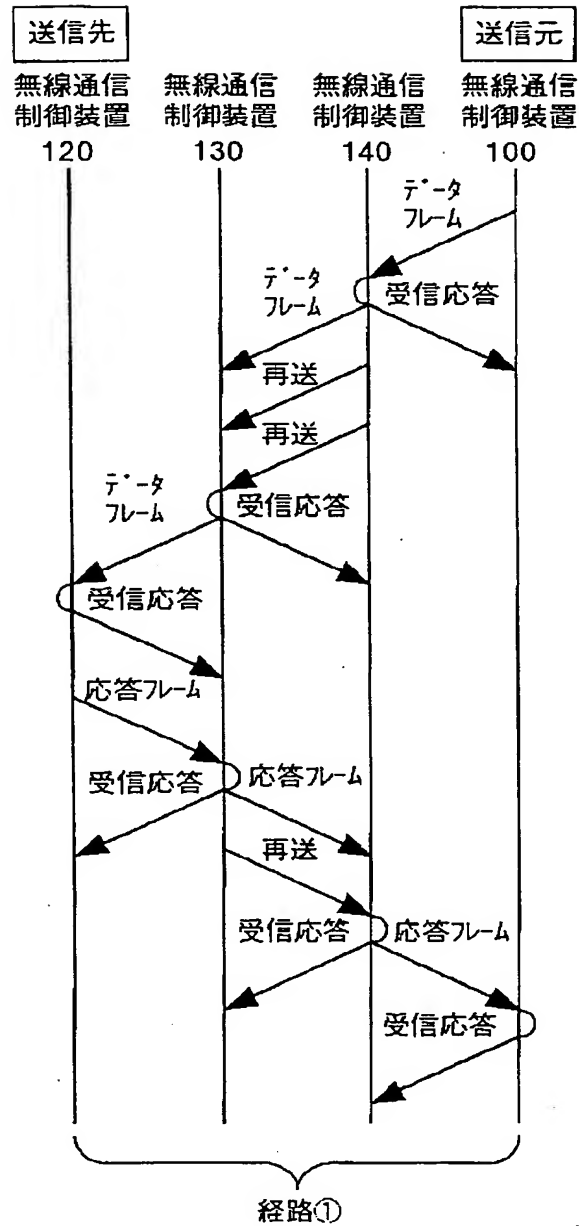 送信先 送信元
無線通信 無線通信 無線通信 無線通信
制御装置 制御装置 制御装置 制御装置
120 130 140 100
データ
フレーム
データ
フレーム
受信応答
再送
再送
データ
フレーム
受信応答
受信応答
応答フレーム
受信応答 応答フレーム
再送
受信応答 応答フレーム
受信応答
経路①